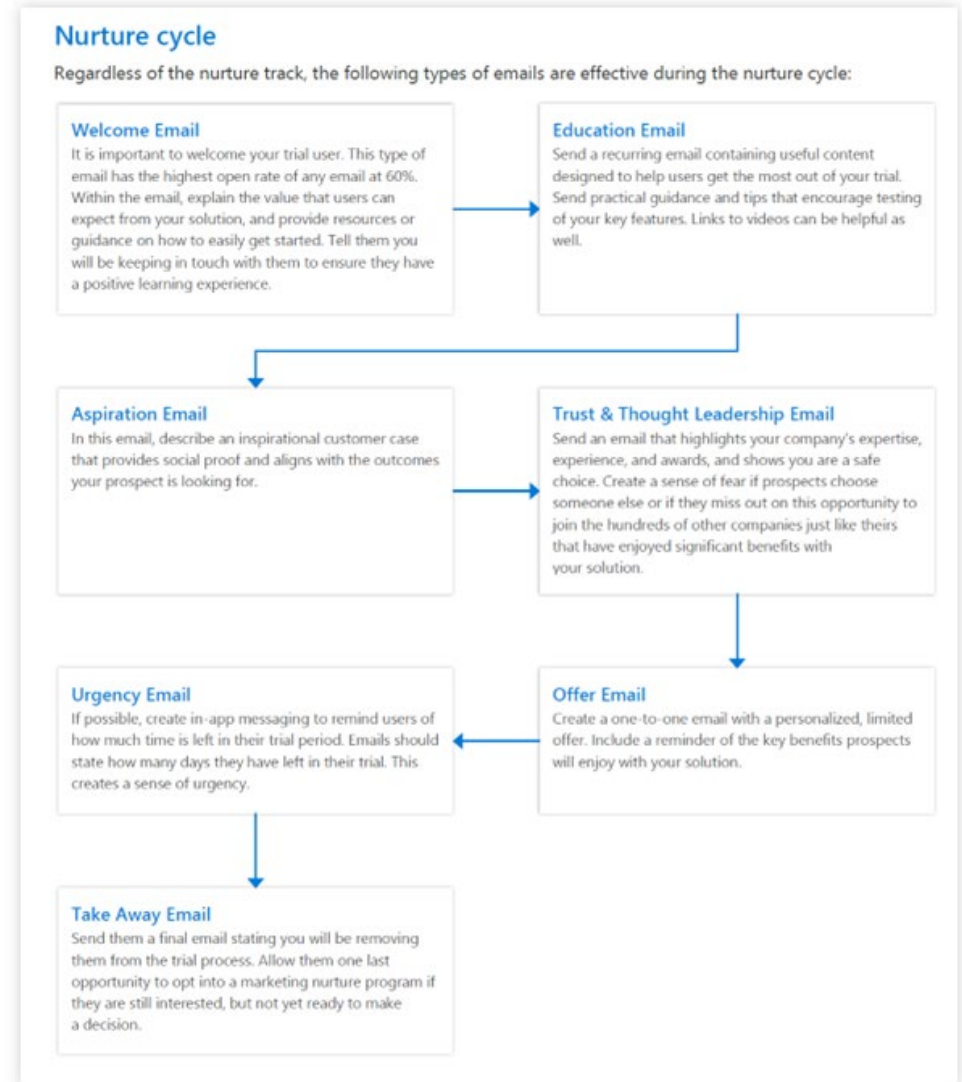 Nurture cycle
Regardless of the nurture track, the following types of emails are effective during the nurture cycle:
Welcome Email
It is important to welcome your trial user. This type of
email has the highest open rate of any email at 60%.
Within the email, explain the value that users can
expect from your solution, and provide resources or
guidance on how to easily get started. Tell them you
will be keeping in touch with them to ensure they have
a positive learning experience.
Education Email
Send a recurring email containing useful content
designed to help users get the most out of your trial.
Send practical guidance and tips that encourage testing
of your key features. Links to videos can be helpful as
well.
Aspiration Email
In this email, describe an inspirational customer case
that provides social proof and aligns with the outcomes
your prospect is looking for.
Trust & Thought Leadership Email
Send an email that highlights your company's expertise,
experience, and awards, and shows you are a safe
choice. Create a sense of fear if prospects choose
someone else or if they miss out on this opportunity to
join the hundreds of other companies just like theirs
that have enjoyed significant benefits with
your solution.
Offer Email
Create a one-to-one email with a personalized, limited
offer. Include a reminder of the key benefits prospects
will enjoy with your solution.
Urgency Email
If possible, create in-app messaging to remind users of
how much time is left in their trial period. Emails should
state how many days they have left in their trial. This
creates a sense of urgency.
Take Away Email
Send them a final email stating you will be removing
them from the trial process. Allow them one last
opportunity to opt into a marketing nurture program if
they are still interested, but not yet ready to make
a decision.